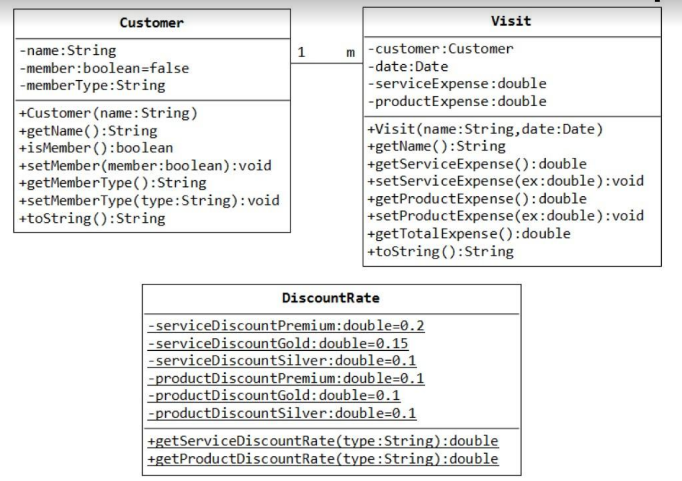 Customer
-name:String
-member:boolean=false
-memberType:String
+Customer(name:String)
+getName():String
+isMember():boolean
+setMember(member:boolean):void
+getMemberType():String
+setMemberType(type:String):void
+toString():String
1 m
Visit
-customer:Customer
-date:Date
-serviceExpense:double
-productExpense:double
+Visit(name:String,date:Date)
+getName():String
+getServiceExpense():double
+setServiceExpense(ex:double):void
+getProductExpense():double
+setProductExpense(ex:double):void
+getTotalExpense():double
+toString():String
DiscountRate
-serviceDiscountPremium:double=0.2
-serviceDiscountGold:double=0.15
-serviceDiscountSilver:double=0.1
-productDiscountPremium:double=0.1
-productDiscountGold:double=0.1
-productDiscountSilver:double=0.1
+getServiceDiscountRate(type:String):double
+getProductDiscountRate(type:String):double